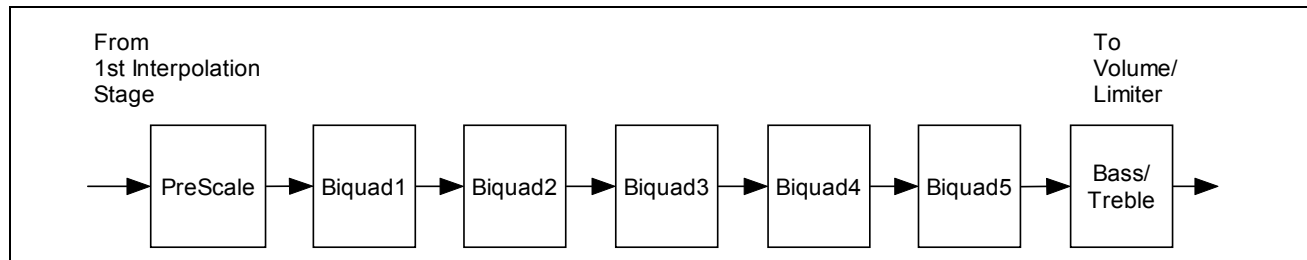 From
1st Interpolation
Stage
To
Volume/
Limiter
PreScale
Biquad1
Biquad2
Biquad3
Biquad4
Biquad5
Bass/
Treble